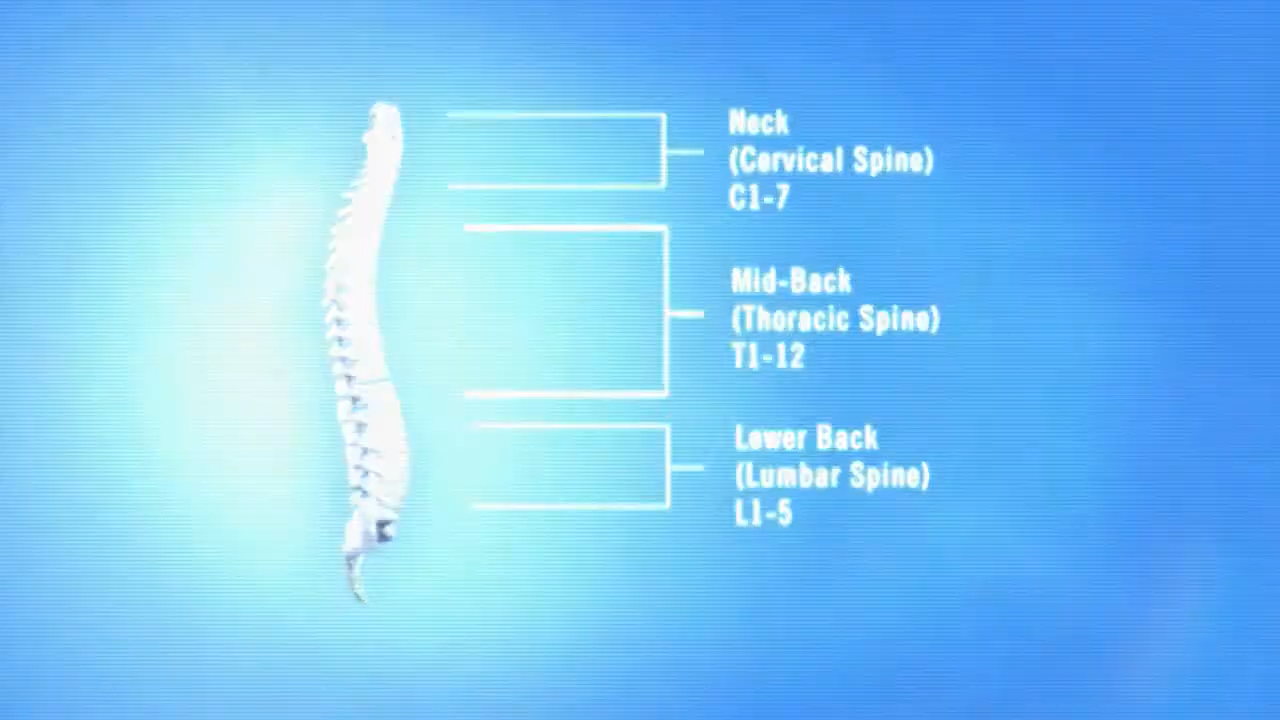 Neck
(Cervical Spine)
C1-7
Mid-Back
(Thoracic Spine)
T1-12
Lower Back
(Lumbar Spine)
L1-5